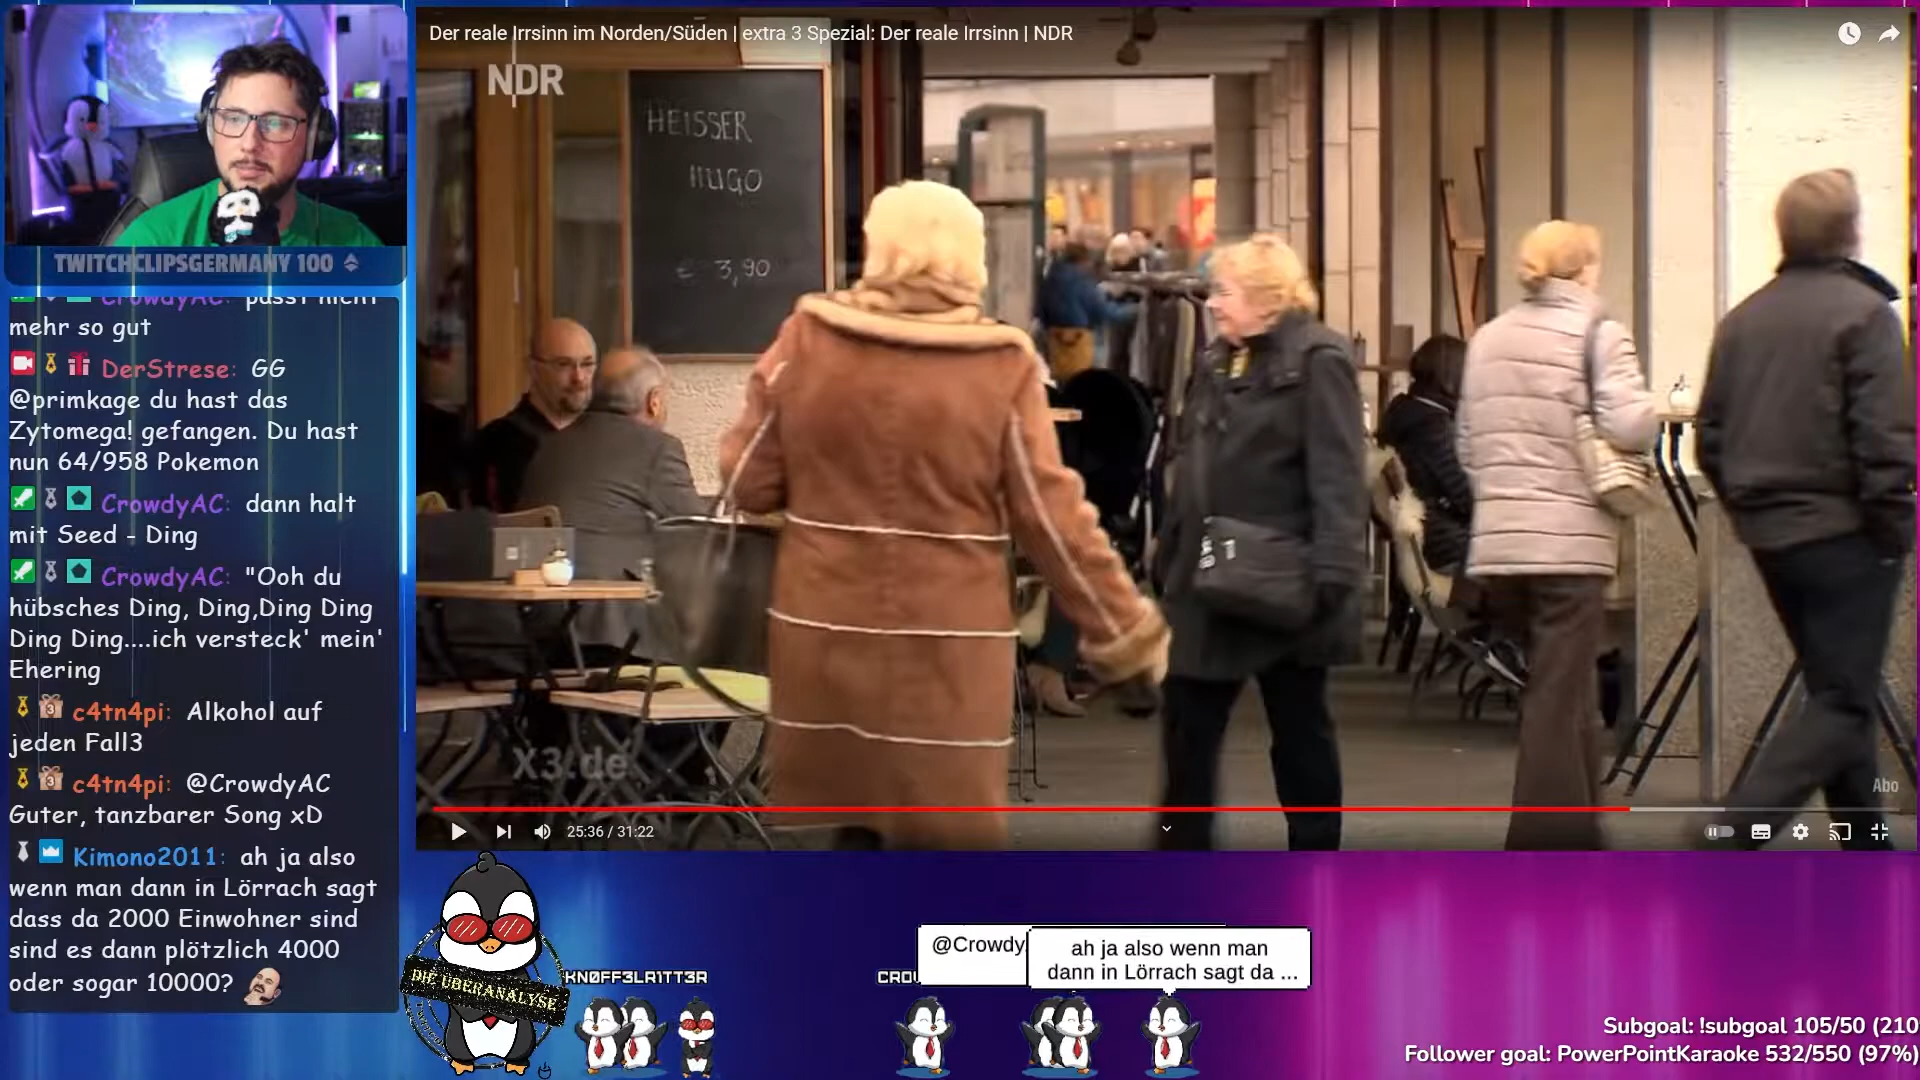 Der reale Irrsinn im Norden/Süden | extra 3 Spezial: Der reale Irrsinn | NDR
NDR
HEISSER
HUGO
€ 3,90
TWITCHCLIPSGERMANY 100
CrowdyAC: passt nicht
mehr so gut
DerStrese: GG
@primkage du hast das
Zytomega! gefangen. Du hast
nun 64/958 Pokemon
CrowdyAC: dann halt
mit Seed - Ding
CrowdyAC: "Ooh du
hübsches Ding, Ding,Ding Ding
Ding Ding....ich versteck' mein'
Ehering
c4tn4pi: Alkohol auf
jeden Fall3
c4tn4pi: @CrowdyAC
Guter, tanzbarer Song xD
Kimono2011: ah ja also
wenn man dann in Lörrach sagt
dass da 2000 Einwohner sind
sind es dann plötzlich 4000
oder sogar 10000?
X3.de
Abo
25:36 / 31:22
DIE ÜBERANALYSE
KN0FF3LR1TT3R
CROW
@Crowdy
ah ja also wenn man
dann in Lörrach sagt da ...
Subgoal: !subgoal 105/50 (210
Follower goal: PowerPointKaraoke 532/550 (97%)